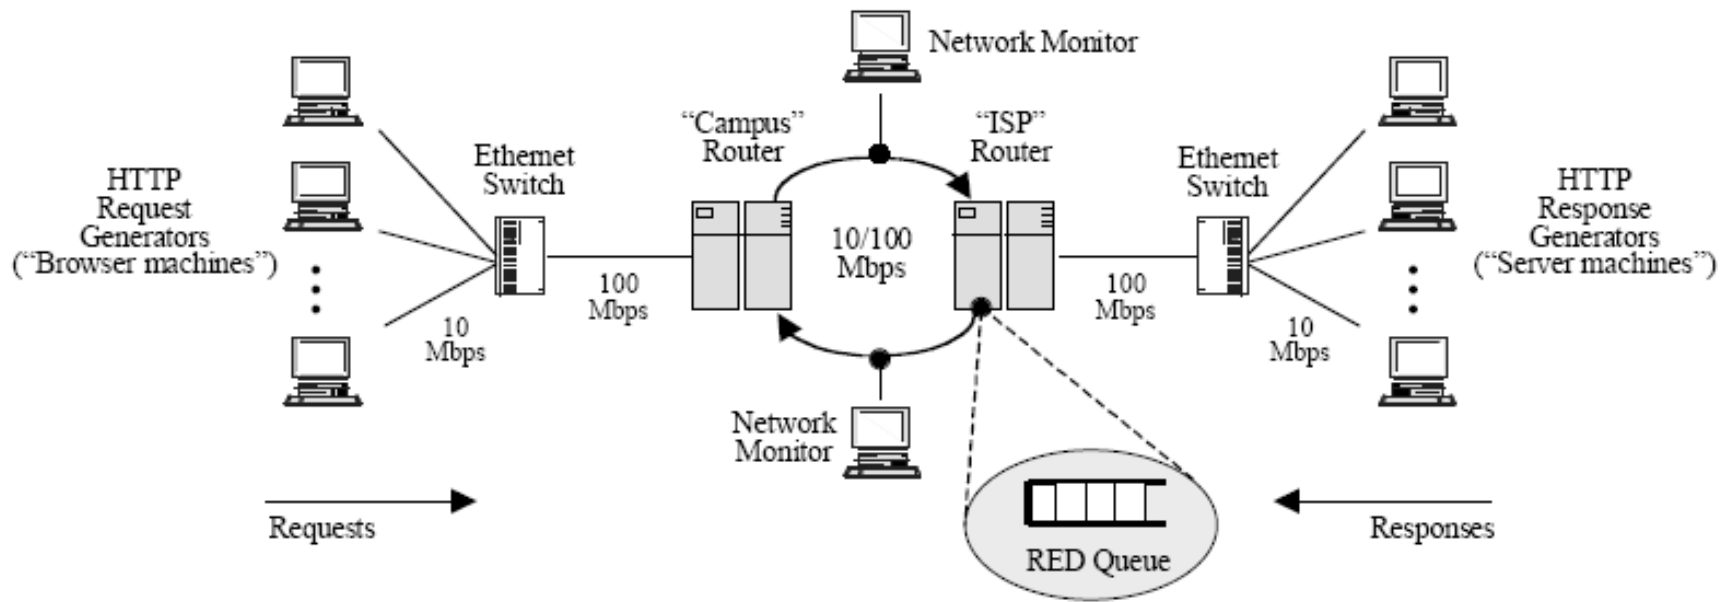 Network Monitor
"Campus"
Router
"ISP"
Router
Ethernet
Switch
Ethernet
Switch
HTTP
Request
Generators
("Browser machines")
HTTP
Response
Generators
("Server machines")
10/100
Mbps
100
Mbps
100
Mbps
10
Mbps
10
Mbps
Network
Monitor
Requests
Responses
RED Queue